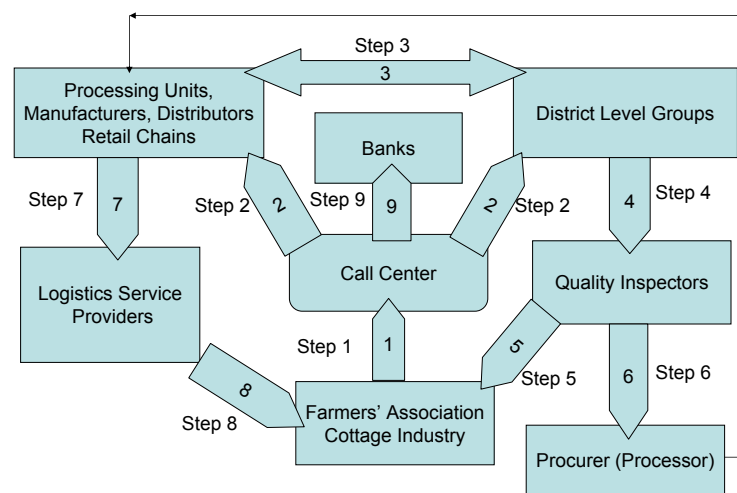 Step 3
3
Processing Units,
Manufacturers, Distributors
Retail Chains
District Level Groups
Banks
Step 7
7
Step 2
2
Step 9
9
2
Step 2
4
Step 4
Logistics Service
Providers
Call Center
Quality Inspectors
Step 1
1
5
Step 5
6
Step 6
8
Step 8
Farmers’ Association
Cottage Industry
Procurer (Processor)